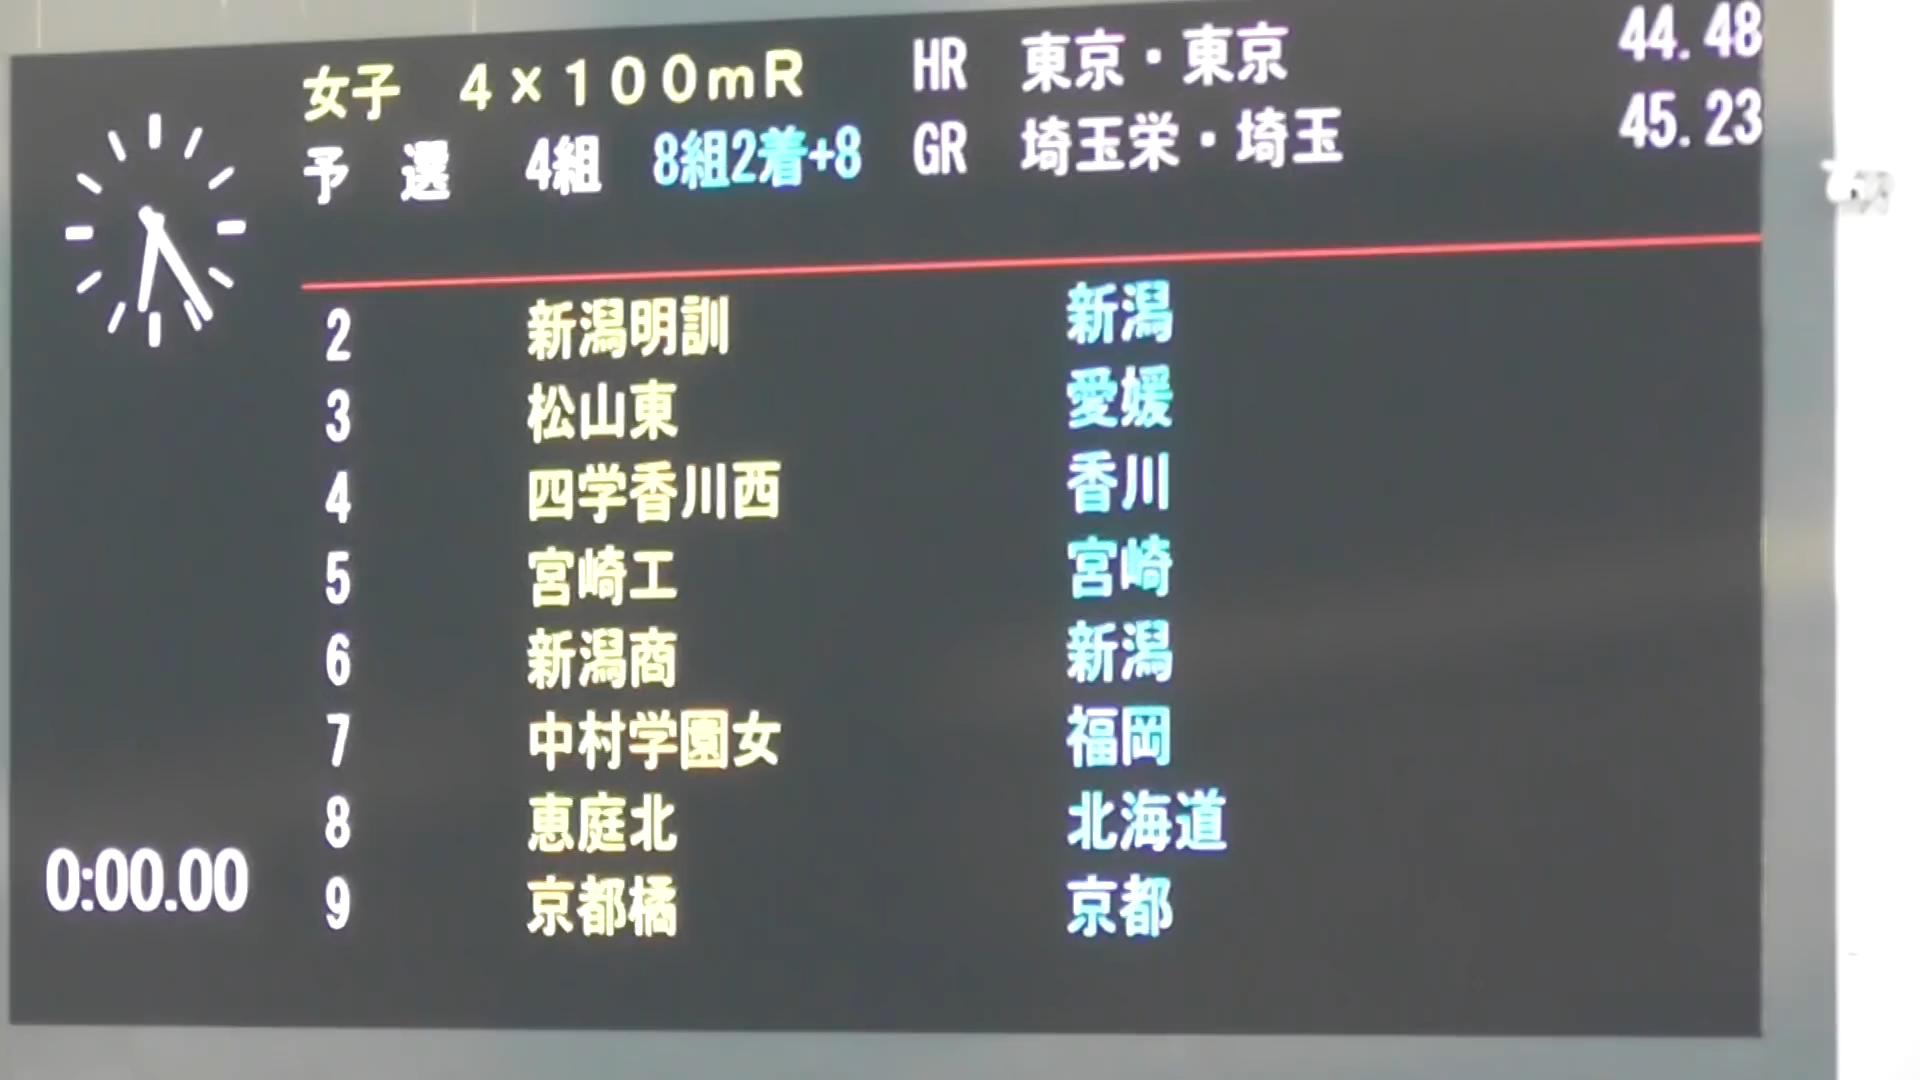 女子 4×100mR HR 東京・東京 44.48
予選 4組 8組2着+8 GR 埼玉栄・埼玉 45.23
2 新潟明訓 新潟
3 松山東 愛媛
4 四学香川西 香川
5 宮崎工 宮崎
6 新潟商 新潟
7 中村学園女 福岡
8 恵庭北 北海道
9 京都橘 京都
0:00.00